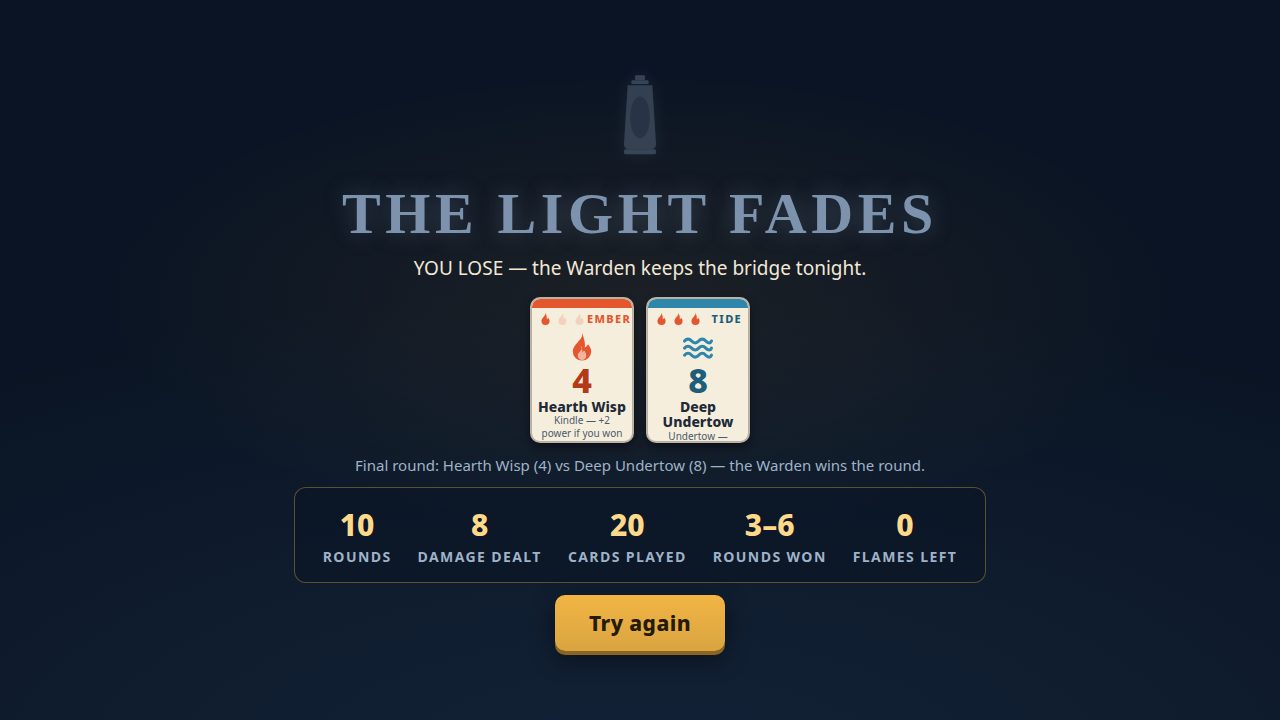 THE LIGHT FADES
YOU LOSE — the Warden keeps the bridge tonight.
EMBER
4
Hearth Wisp
Kindle — +2
power if you won
TIDE
8
Deep
Undertow
Undertow —
Final round: Hearth Wisp (4) vs Deep Undertow (8) — the Warden wins the round.
10
ROUNDS
8
DAMAGE DEALT
20
CARDS PLAYED
3–6
ROUNDS WON
0
FLAMES LEFT
Try again